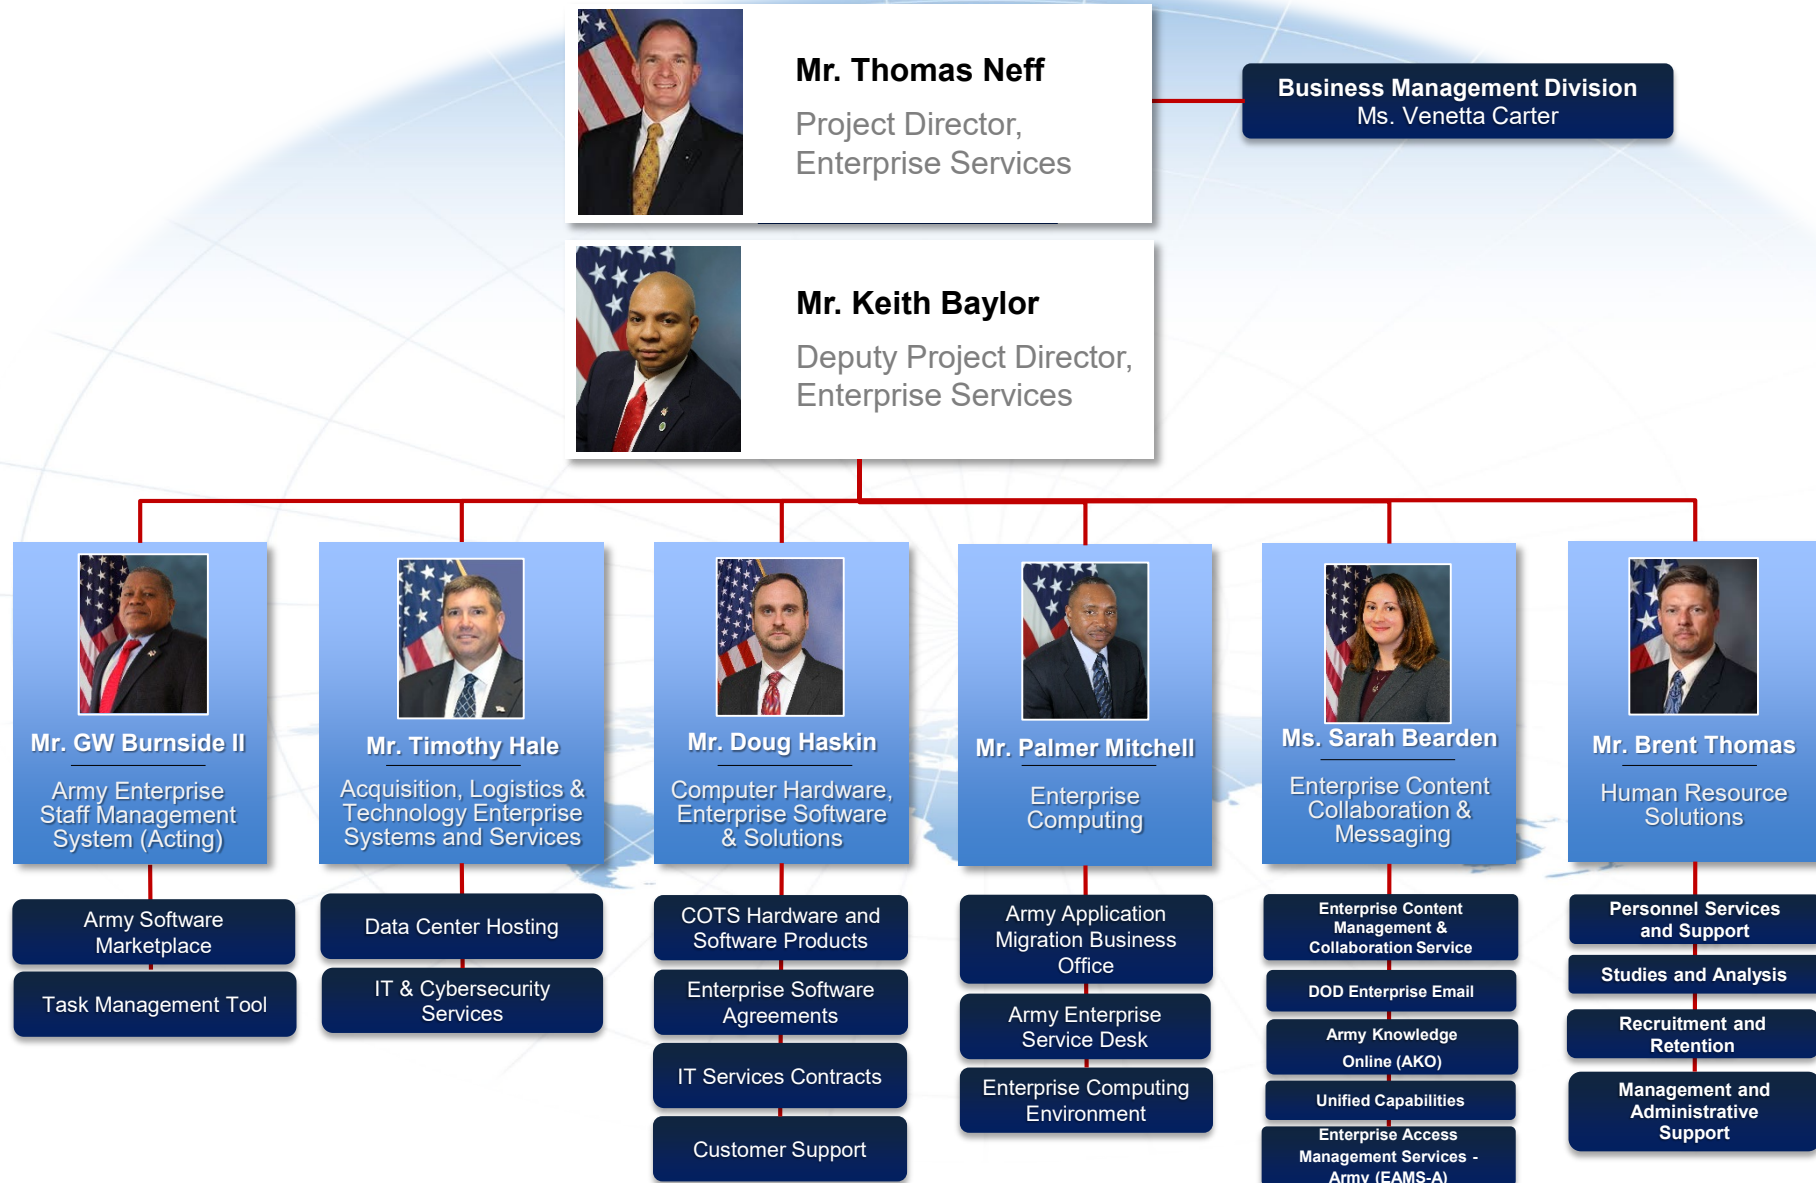 Mr. Thomas Neff
Project Director,
Enterprise Services
Business Management Division
Ms. Venetta Carter
Mr. Keith Baylor
Deputy Project Director,
Enterprise Services
Mr. GW Burnside II
Army Enterprise
Staff Management
System (Acting)
Army Software
Marketplace
Task Management Tool
Mr. Timothy Hale
Acquisition, Logistics &
Technology Enterprise
Systems and Services
Data Center Hosting
IT & Cybersecurity
Services
Mr. Doug Haskin
Computer Hardware,
Enterprise Software
& Solutions
COTS Hardware and
Software Products
Enterprise Software
Agreements
IT Services Contracts
Customer Support
Mr. Palmer Mitchell
Enterprise
Computing
Army Application
Migration Business
Office
Army Enterprise
Service Desk
Enterprise Computing
Environment
Ms. Sarah Bearden
Enterprise Content
Collaboration &
Messaging
Enterprise Content
Management &
Collaboration Service
DOD Enterprise Email
Army Knowledge
Online (AKO)
Unified Capabilities
Enterprise Access
Management Services -
Army (EAMS-A)
Mr. Brent Thomas
Human Resource
Solutions
Personnel Services
and Support
Studies and Analysis
Recruitment and
Retention
Management and
Administrative
Support